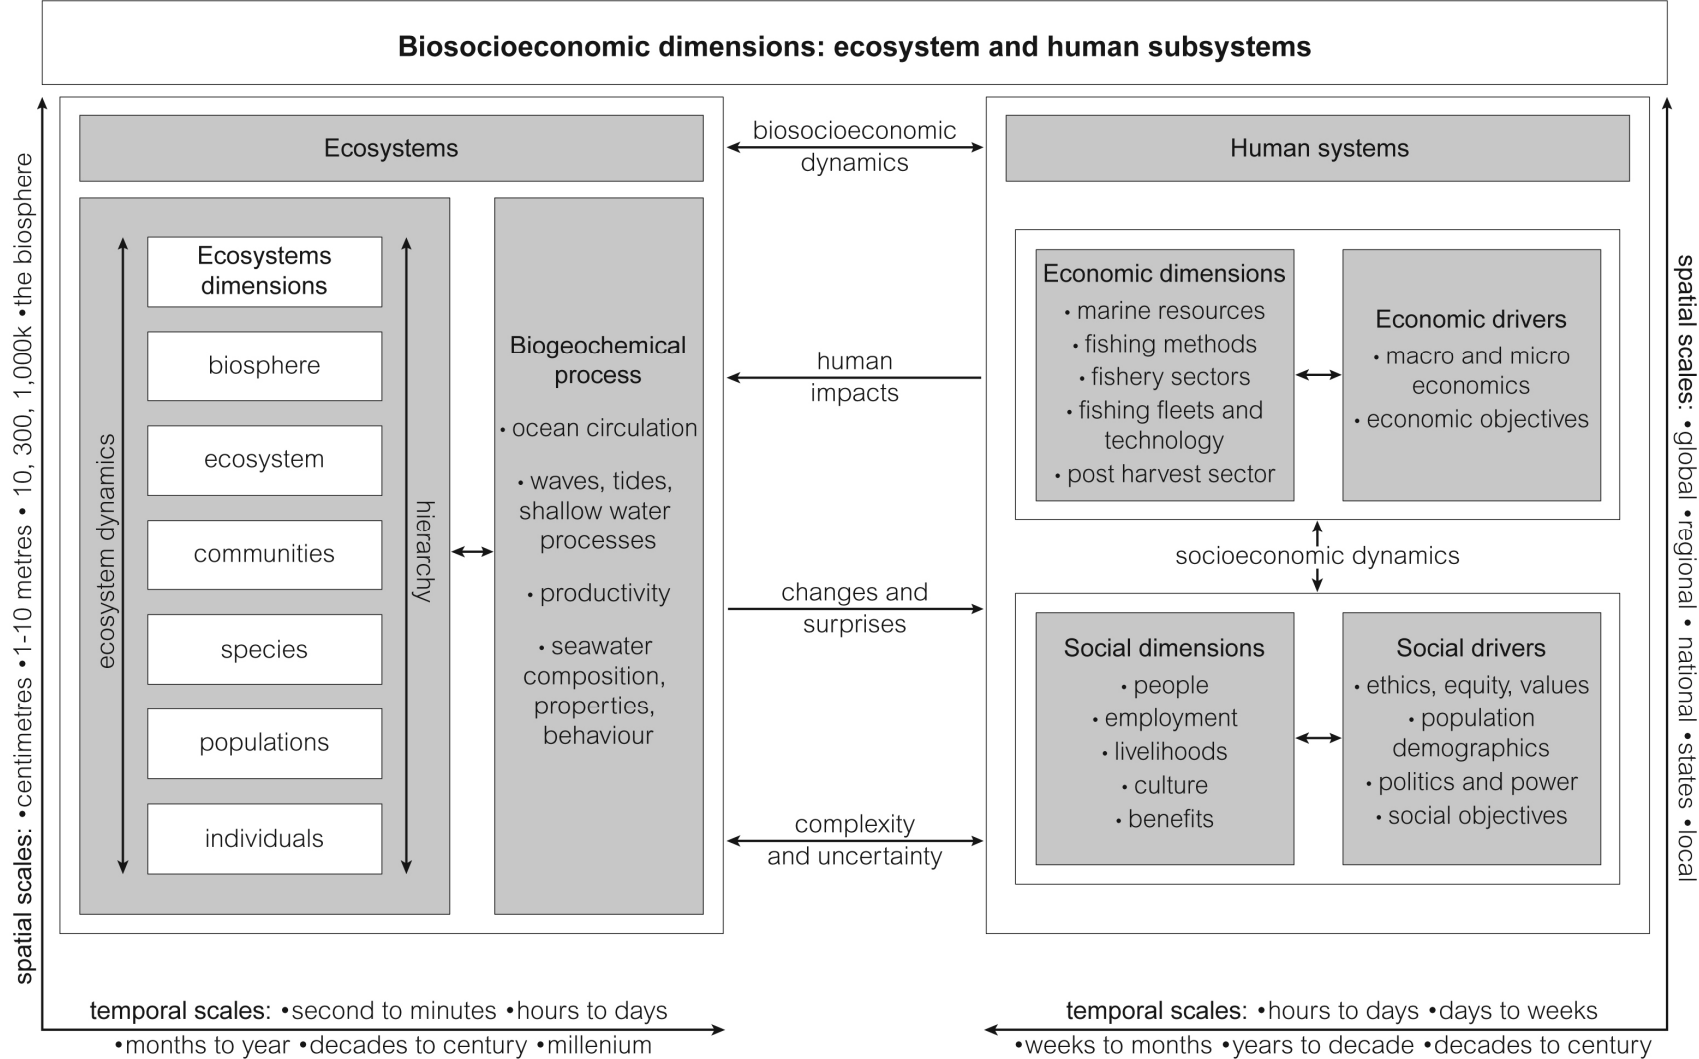 Biosocioeconomic dimensions: ecosystem and human subsystems
spatial scales: •centimetres •1-10 metres • 10, 300, 1,000k •the biosphere
Ecosystems
ecosystem dynamics
Ecosystems
dimensions
biosphere
ecosystem
communities
species
populations
individuals
hierarchy
Biogeochemical
process
• ocean circulation
• waves, tides,
shallow water
processes
• productivity
• seawater
composition,
properties,
behaviour
temporal scales: •second to minutes •hours to days
•months to year •decades to century •millenium
biosocioeconomic
dynamics
human
impacts
changes and
surprises
complexity
and uncertainty
Human systems
Economic dimensions
• marine resources
• fishing methods
• fishery sectors
• fishing fleets and
technology
• post harvest sector
Economic drivers
• macro and micro
economics
• economic objectives
socioeconomic dynamics
Social dimensions
• people
• employment
• livelihoods
• culture
• benefits
Social drivers
• ethics, equity, values
• population
demographics
• politics and power
• social objectives
spatial scales: •global •regional • national •states •local
temporal scales: •hours to days •days to weeks
•weeks to months •years to decade •decades to century